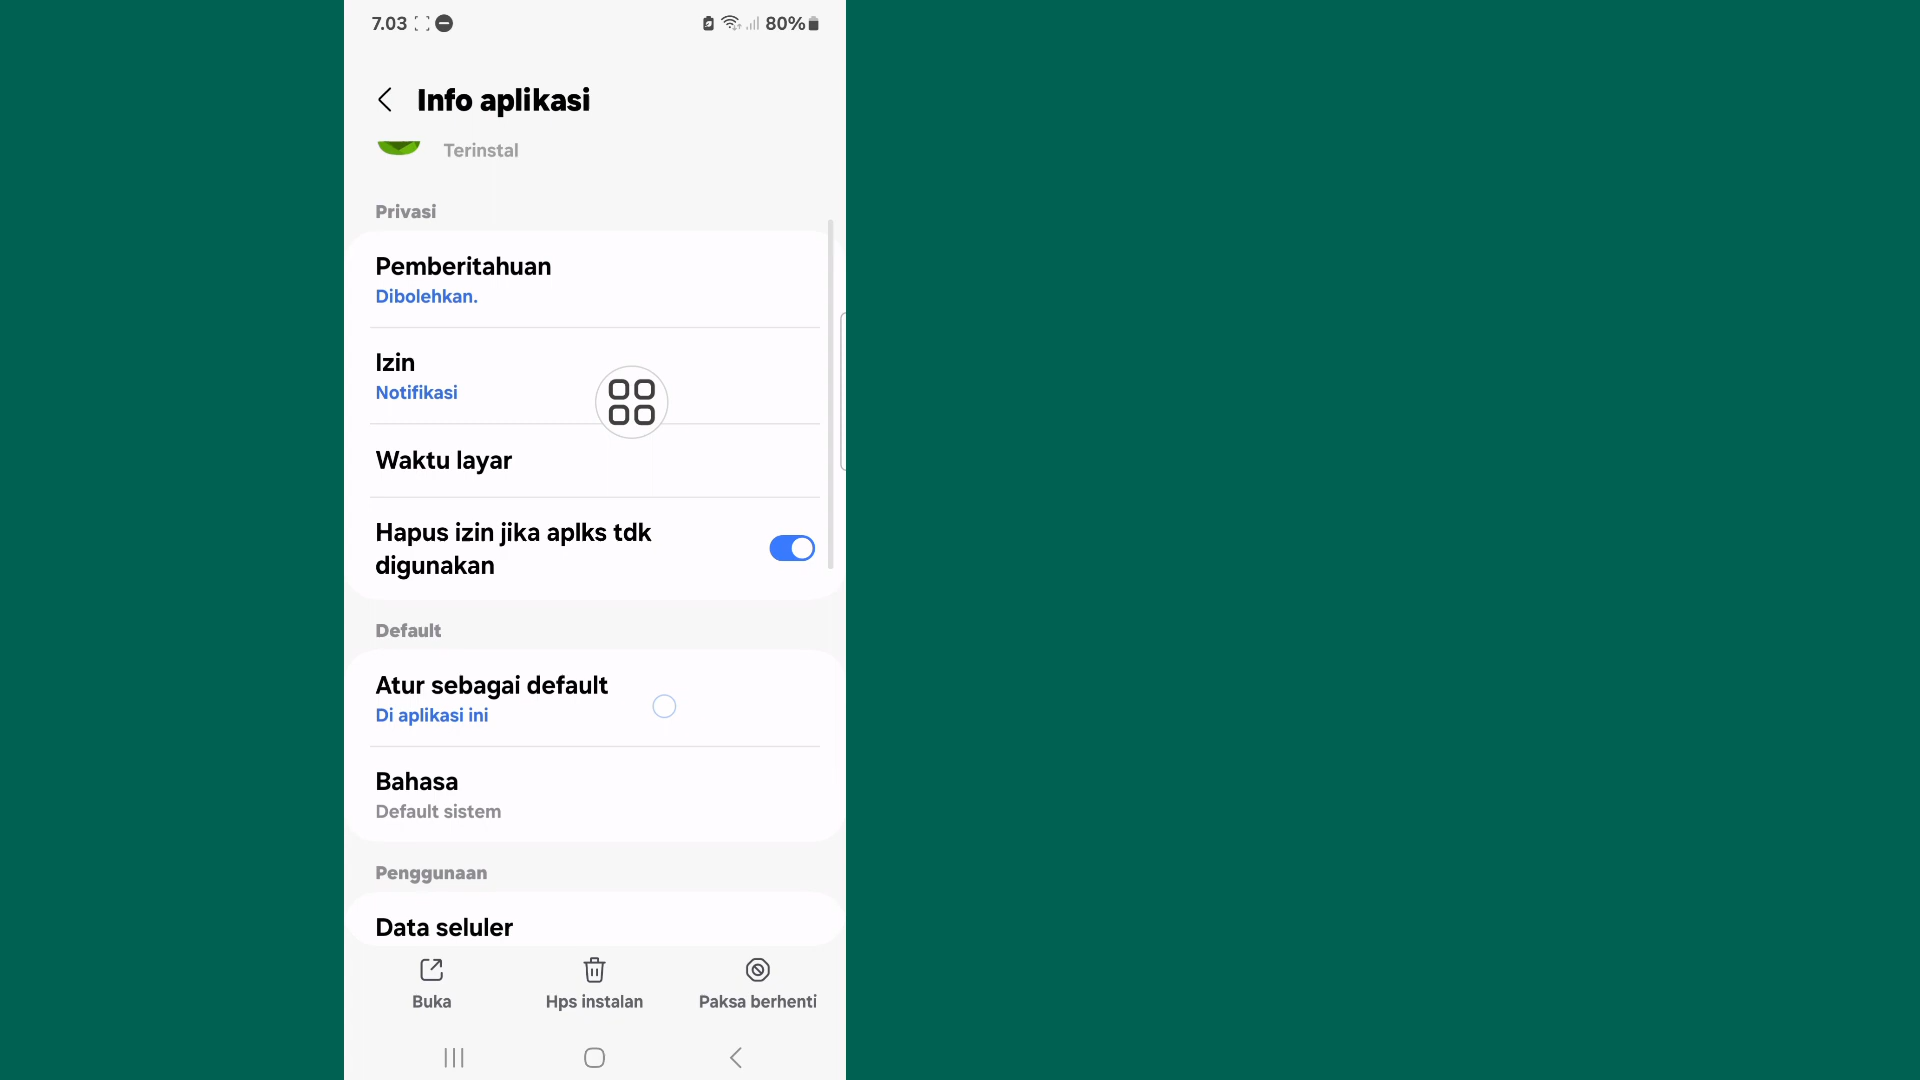 7.03
80%
Info aplikasi
Terinstal
Privasi
Pemberitahuan
Dibolehkan.
Izin
Notifikasi
Waktu layar
Hapus izin jika aplks tdk
digunakan
Default
Atur sebagai default
Di aplikasi ini
Bahasa
Default sistem
Penggunaan
Data seluler
Buka
Hps instalan
Paksa berhenti